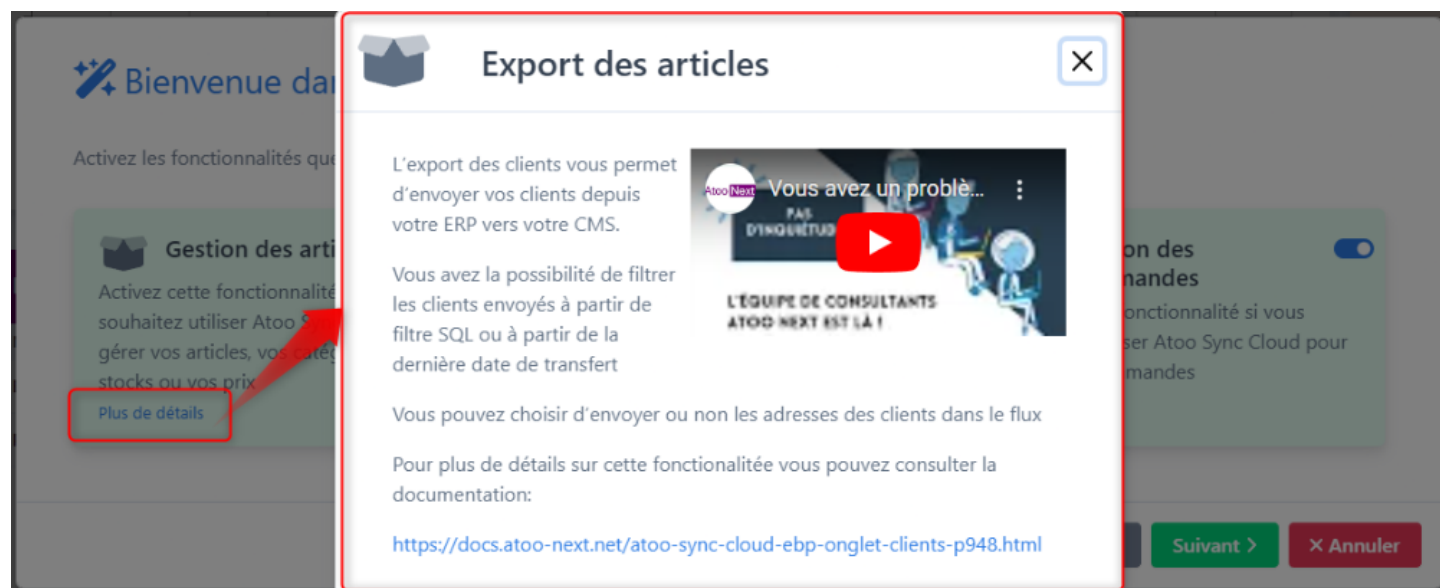 Bienvenue dan
Activez les fonctionnalités que
Gestion des arti
Activez cette fonctionnalité
souhaitez utiliser Atoo
gérer vos articles, vos
stocks ou vos prix
Plus de détails
Export des articles
L'export des clients vous permet
d'envoyer vos clients depuis
votre ERP vers votre CMS.
Vous avez la possibilité de filtrer
les clients envoyés à partir de
filtre SQL ou à partir de la
dernière date de transfert
Atoo Next
Vous avez un problè...
PAS
D'INQUIÉTUD
L'ÉQUIPE DE CONSULTANTS
ATOO NEXT EST LÀ !
Vous pouvez choisir d'envoyer ou non les adresses des clients dans le flux
Pour plus de détails sur cette fonctionalitée vous pouvez consulter la
documentation:
https://docs.atoo-next.net/atoo-sync-cloud-ebp-onglet-clients-p948.html
on des
mandes
onctionnalité si vous
ser Atoo Sync Cloud pour
mandes
Suivant >
× Annuler